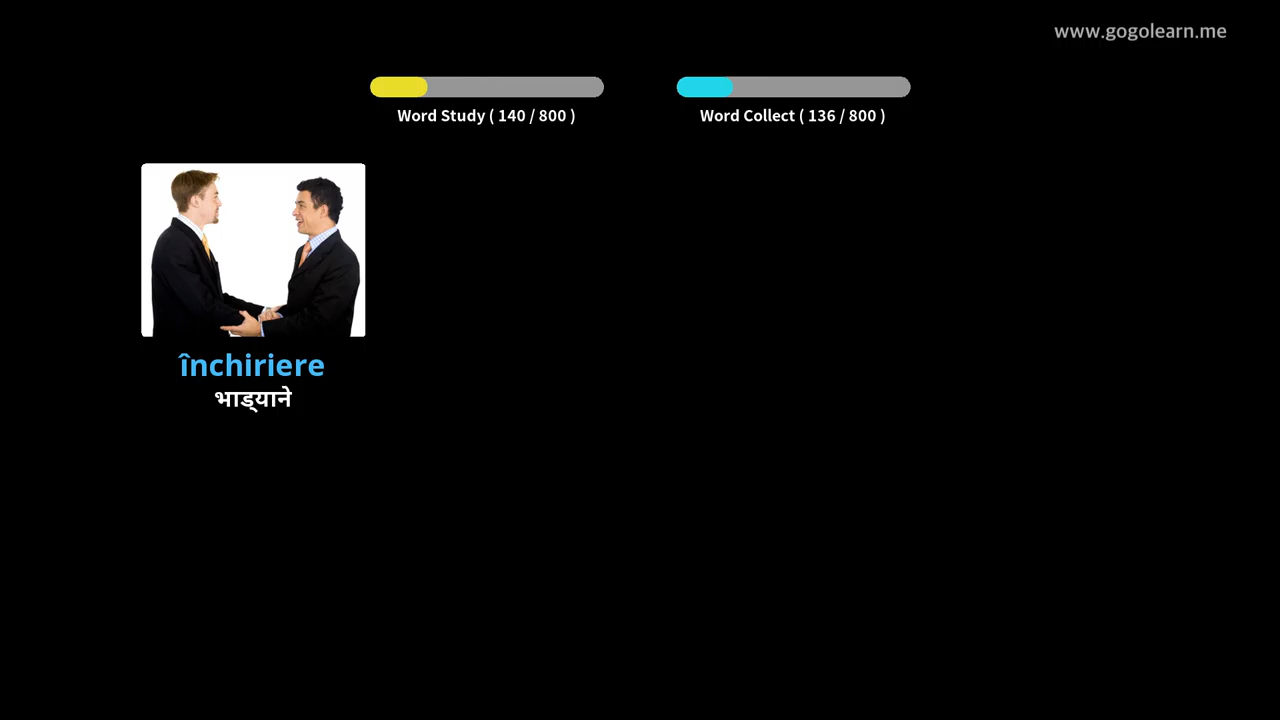 www.gogolearn.me
Word Study ( 140 / 800 )
Word Collect ( 136 / 800 )
închiriere
भाड्याने